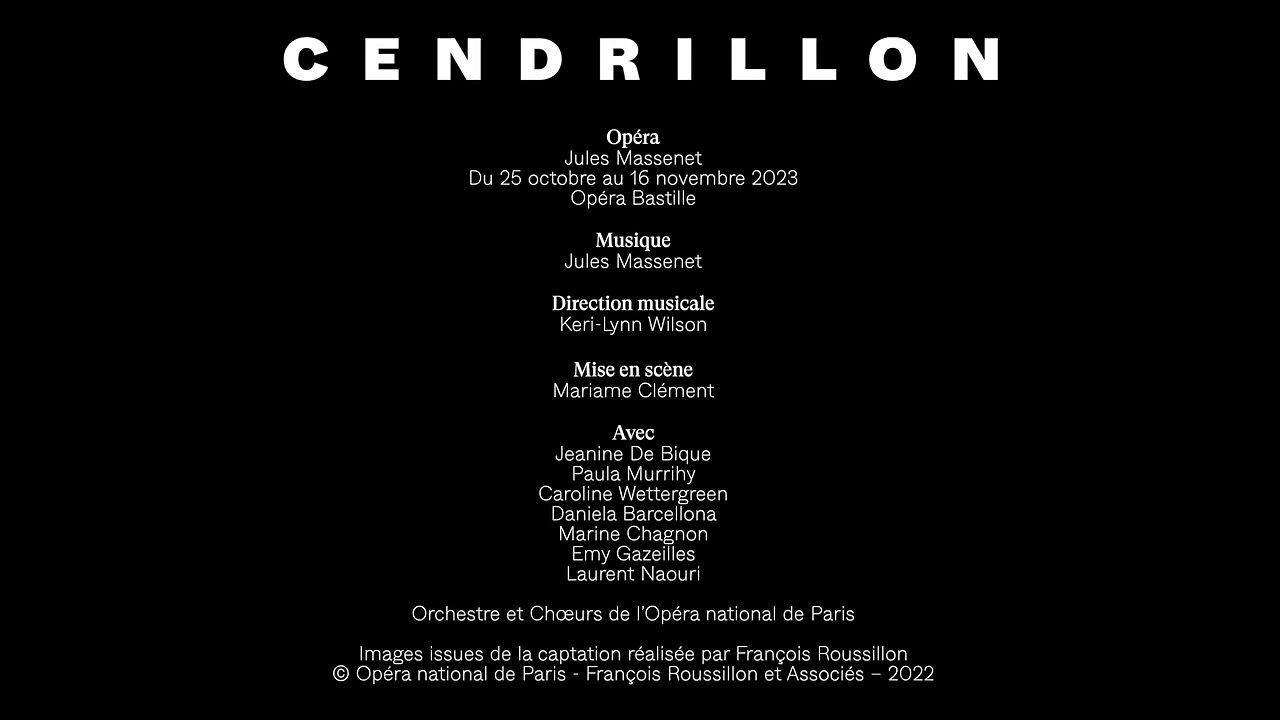 CENDRILLON
Opéra
Jules Massenet
Du 25 octobre au 16 novembre 2023
Opéra Bastille
Musique
Jules Massenet
Direction musicale
Keri-Lynn Wilson
Mise en scène
Mariame Clément
Avec
Jeanine De Bique
Paula Murrihy
Caroline Wettergreen
Daniela Barcellona
Marine Chagnon
Emy Gazeilles
Laurent Naouri
Orchestre et Chœurs de l'Opéra national de Paris
Images issues de la captation réalisée par François Roussillon
© Opéra national de Paris - François Roussillon et Associés – 2022